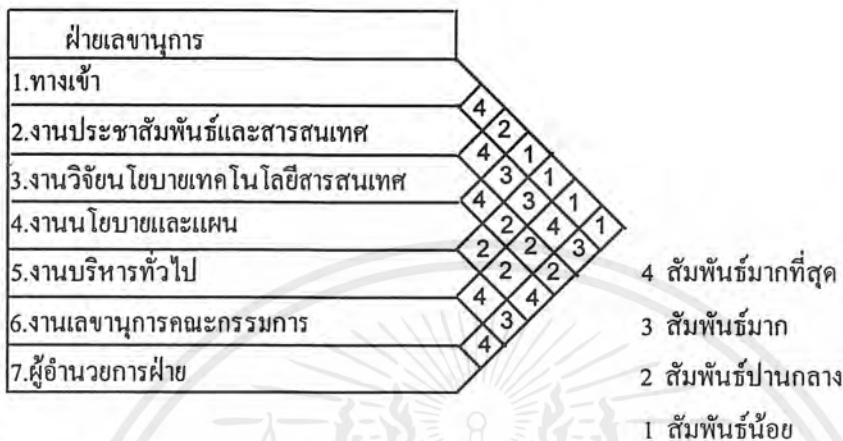 ฝ่ายเลขานุการ
1.ทางเข้า
4
2.งานประชาสัมพันธ์และสารสนเทศ
2
4 1
3.งานวิจัยนโยบายเทคโนโลยีสารสนเทศ
3 1
4 3 1
4.งานนโยบายและแผน
2 4 1
2 2 3
5.งานบริหารทั่วไป
2 2
4 4
6.งานเลขานุการคณะกรรมการ
3
4
7.ผู้อำนวยการฝ่าย
4 สัมพันธ์มากที่สุด
3 สัมพันธ์มาก
2 สัมพันธ์ปานกลาง
1 สัมพันธ์น้อย